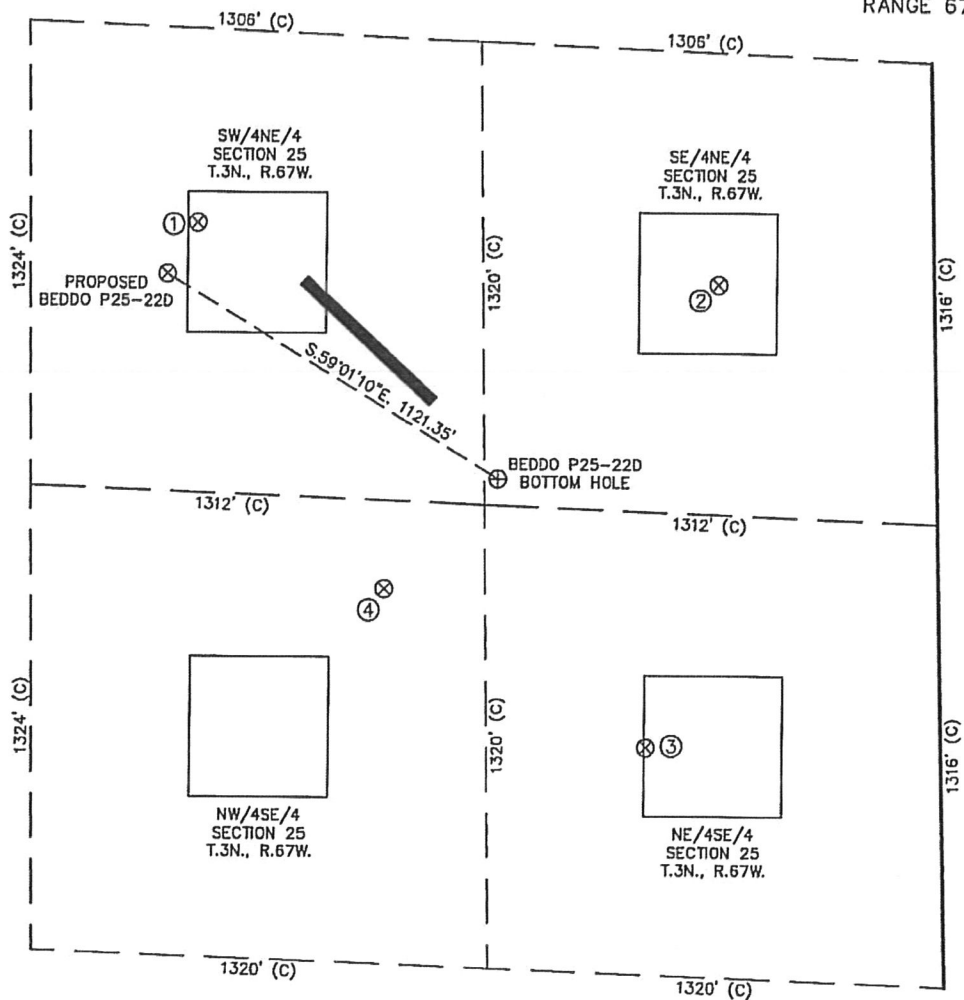 RANGE 67
1306' (C)
1306' (C)
SW/4NE/4
SECTION 25
T.3N., R.67W.
SE/4NE/4
SECTION 25
T.3N., R.67W.
①
1324' (C)
PROPOSED
BEDDO P25-22D
1320' (C)
②
1316' (C)
S.59°01'10"E. 1121.35'
BEDDO P25-22D
BOTTOM HOLE
1312' (C)
1312' (C)
④
1324' (C)
1320' (C)
③
1316' (C)
NW/4SE/4
SECTION 25
T.3N., R.67W.
NE/4SE/4
SECTION 25
T.3N., R.67W.
1320' (C)
1320' (C)